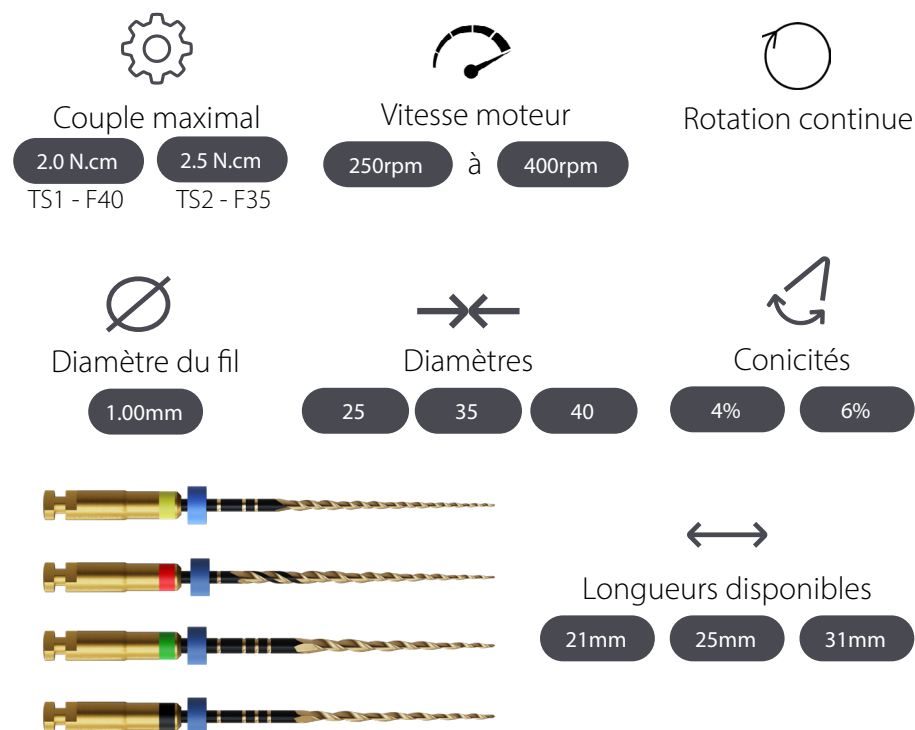 Couple maximal
2.0 N.cm 2.5 N.cm
TS1 - F40 TS2 - F35
Vitesse moteur
250rpm à 400rpm
Rotation continue
Diamètre du fil
1.00mm
Diamètres
25 35 40
Conicités
4% 6%
Longueurs disponibles
21mm 25mm 31mm